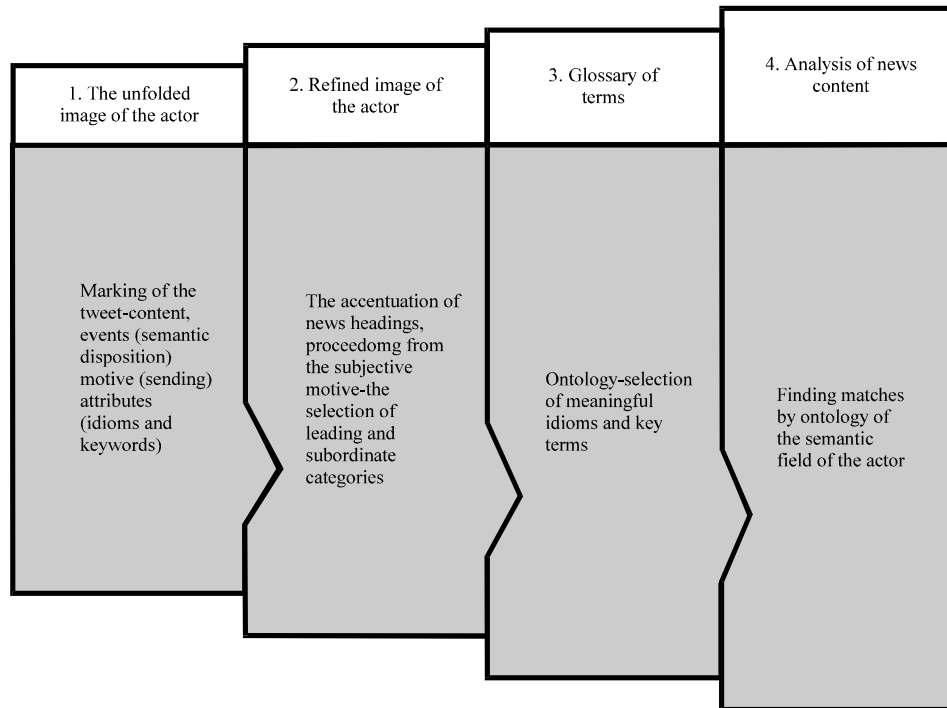 1. The unfolded
image of the actor
2. Refined image of
the actor
3. Glossary of
terms
4. Analysis of news
content
Marking of the
tweet-content,
events (semantic
disposition)
motive (sending)
attributes
(idioms and
keywords)
The accentuation of
news headings,
proceedomg from
the subjective
motive-the
selection of
leading and
subordinate
categories
Ontology-selection
of meaningful
idioms and key
terms
Finding matches
by ontology of
the semantic
field of the actor